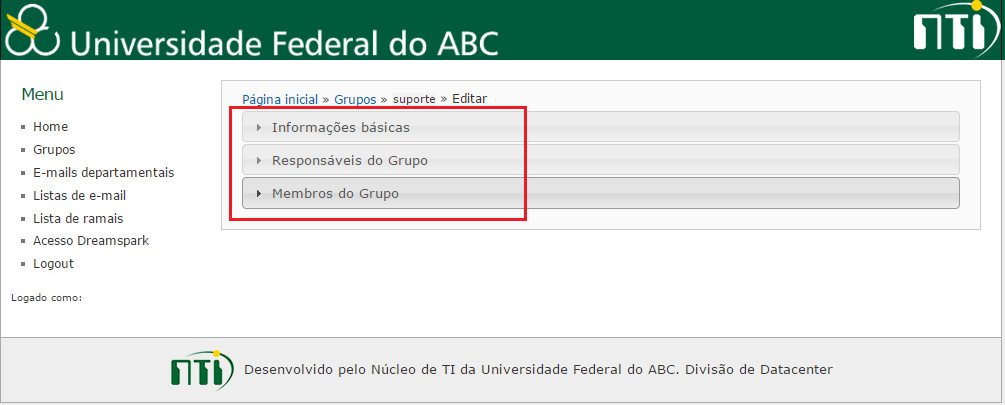 Universidade Federal do ABC
NTI
Menu
Home
Grupos
E-mails departamentais
Listas de e-mail
Lista de ramais
Acesso Dreamspark
Logout
Logado como:
Página inicial » Grupos » suporte » Editar
Informações básicas
Responsáveis do Grupo
Membros do Grupo
NTI Desenvolvido pelo Núcleo de TI da Universidade Federal do ABC. Divisão de Datacenter